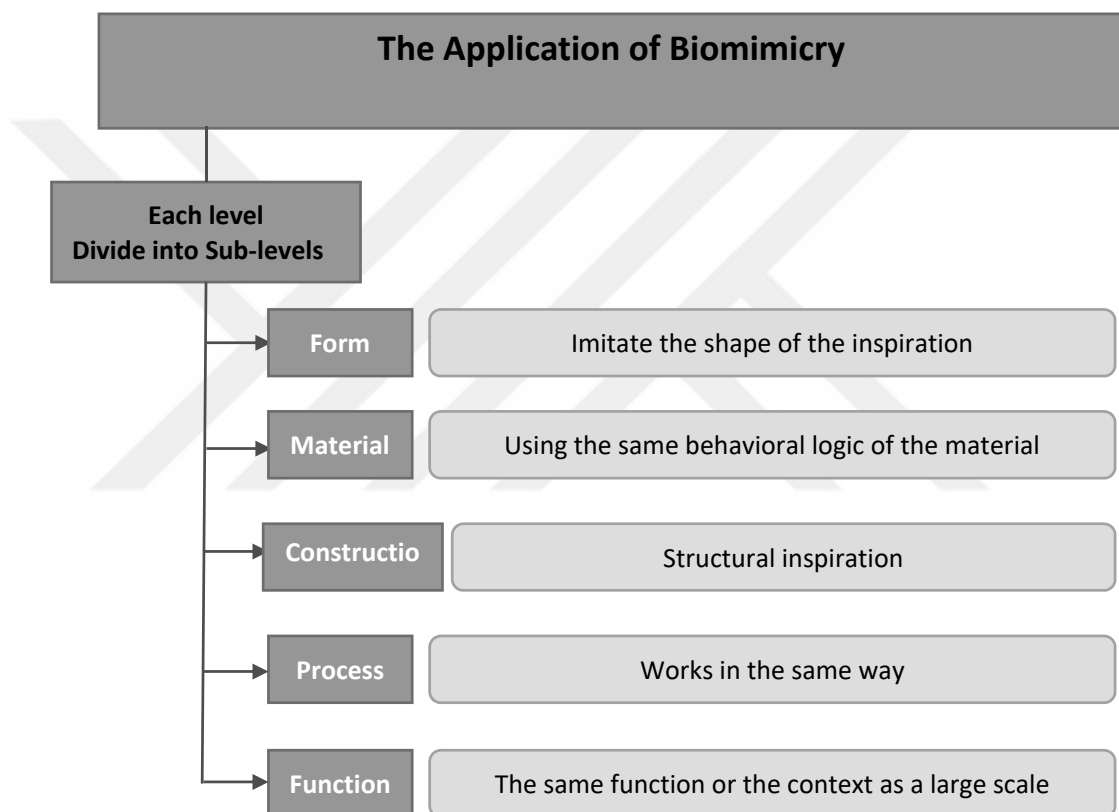 The Application of Biomimicry
Each level
Divide into Sub-levels
Form
Imitate the shape of the inspiration
Material
Using the same behavioral logic of the material
Constructio
Structural inspiration
Process
Works in the same way
Function
The same function or the context as a large scale